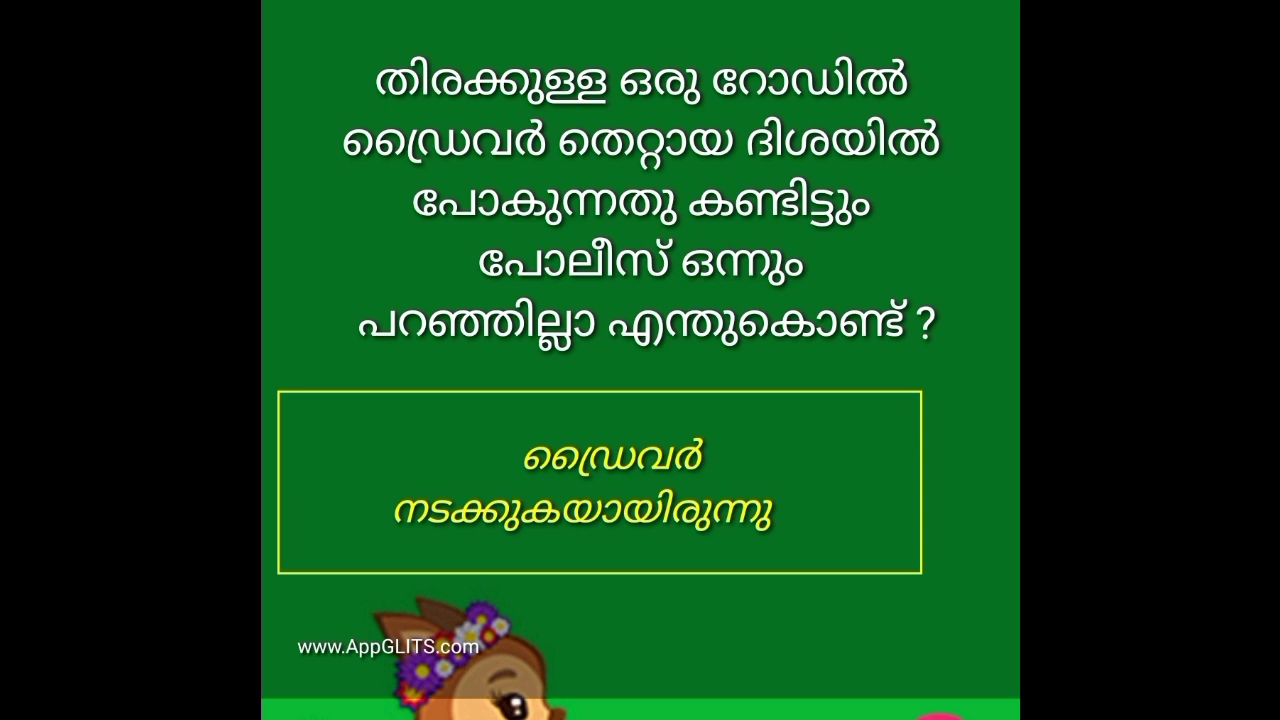 തിരക്കുള്ള ഒരു റോഡിൽ
ഡ്രൈവർ തെറ്റായ ദിശയിൽ
പോകുന്നതു കണ്ടിട്ടും
പോലീസ് ഒന്നും
പറഞ്ഞില്ലാ എന്തുകൊണ്ട് ?
ഡ്രൈവർ
നടക്കുകയായിരുന്നു
www.AppGLITS.com